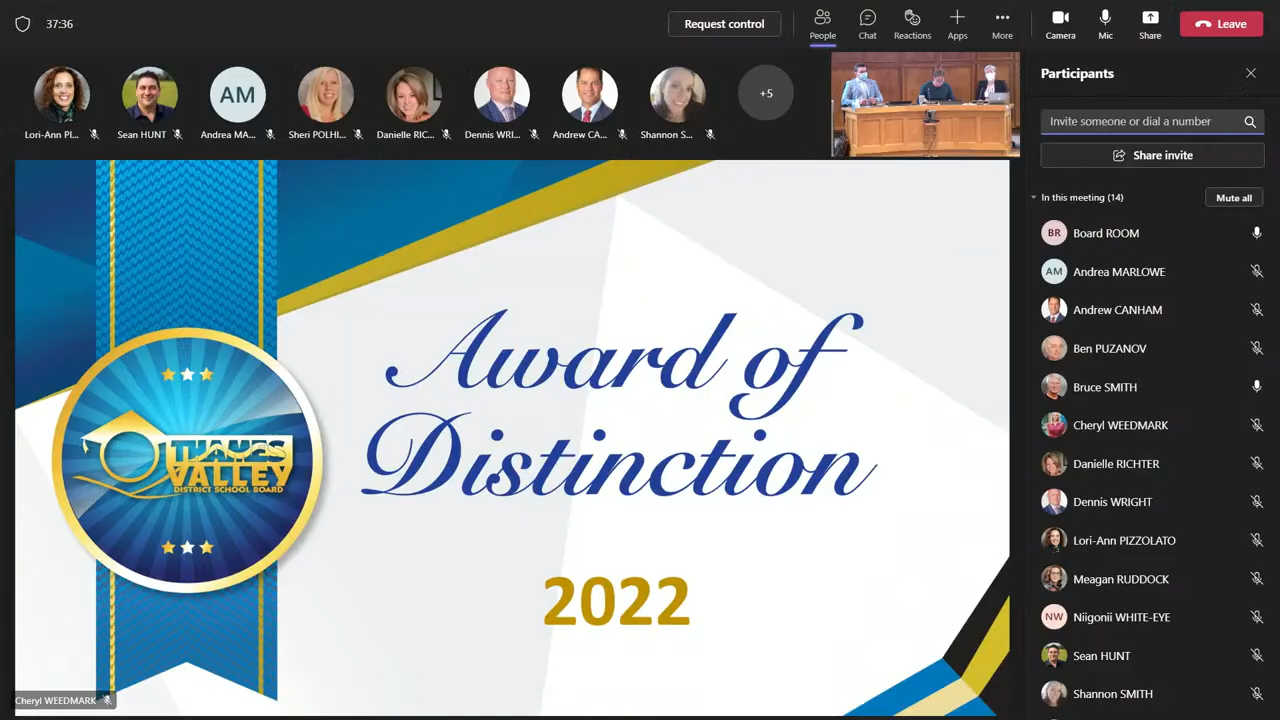 37:36
Request control
People
Chat
Reactions
Apps
More
Camera
Mic
Share
Leave
Lori-Ann PI...
Sean HUNT
AM
Andrea MA...
Sheri POLHI...
Danielle RIC...
Dennis WRI...
Andrew CA...
Shannon S...
+5
Participants
Invite someone or dial a number
Share invite
In this meeting (14)
Mute all
BR Board ROOM
AM Andrea MARLOWE
Andrew CANHAM
Ben PUZANOV
Bruce SMITH
Cheryl WEEDMARK
Danielle RICHTER
Dennis WRIGHT
Lori-Ann PIZZOLATO
Meagan RUDDOCK
NW Niigonii WHITE-EYE
Sean HUNT
Shannon SMITH
Award of
Distinction
2022
THAMES
VALLEY
DISTRICT SCHOOL BOARD
Cheryl WEEDMARK